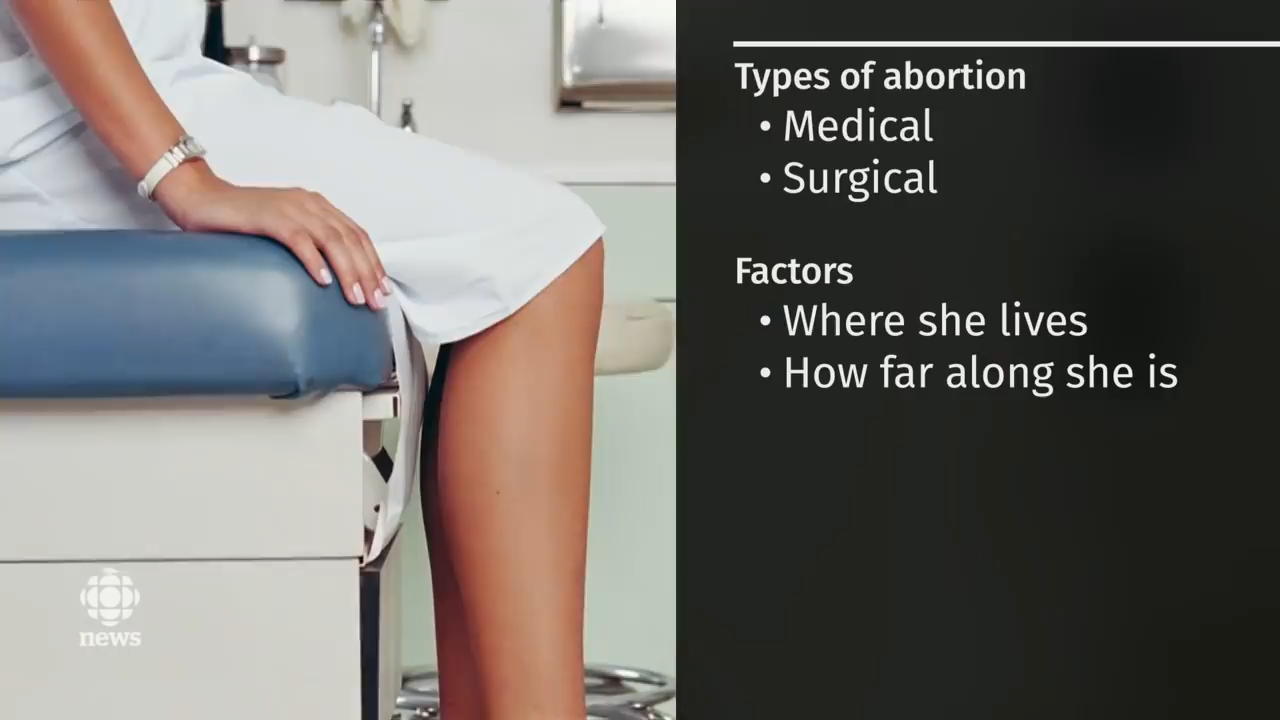 Types of abortion
• Medical
• Surgical
Factors
• Where she lives
• How far along she is
news